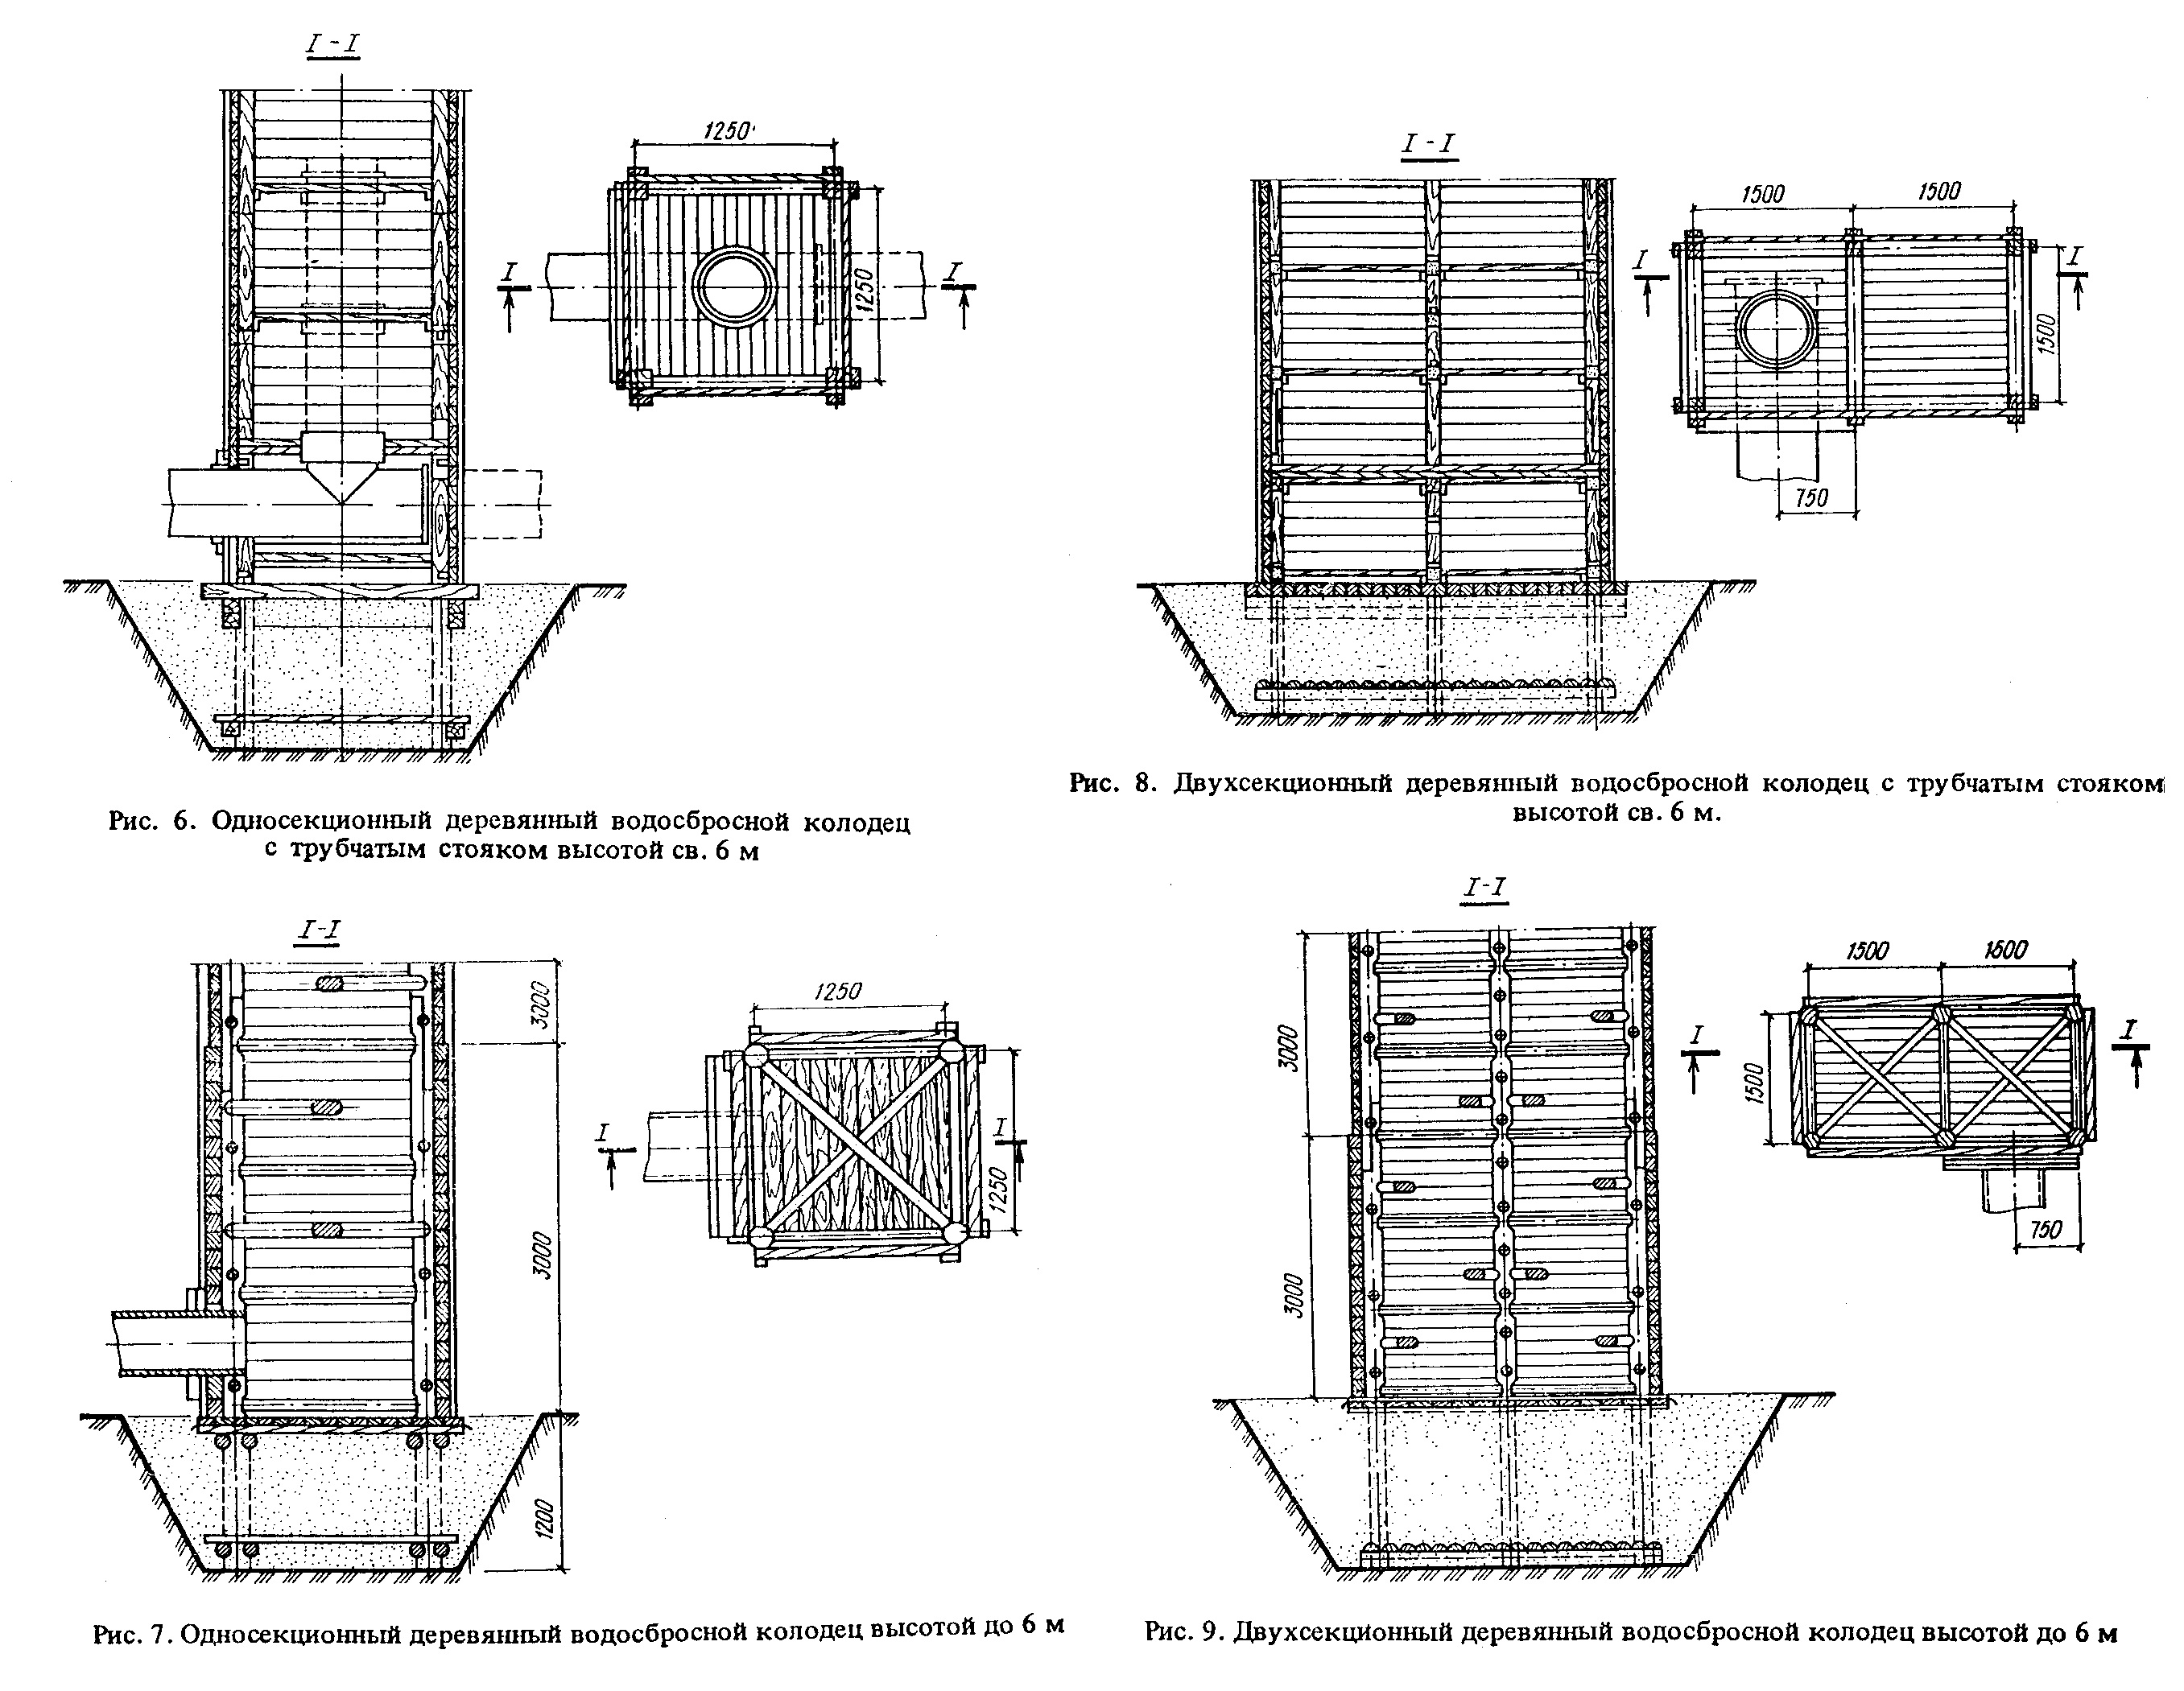 I-I
1250
1250
I
I
Рис. 6. Односекционный деревянный водосбросной колодец
с трубчатым стояком высотой св. 6 м
I-I
1500
1500
I
I
1500
750
Рис. 8. Двухсекционный деревянный водосбросной колодец с трубчатым стояком
высотой св. 6 м.
I-I
3000
3000
1200
1250
I
I
1250
Рис. 7. Односекционный деревянный водосбросной колодец высотой до 6 м
I-I
3000
3000
1500
1500
I
I
1500
750
Рис. 9. Двухсекционный деревянный водосбросной колодец высотой до 6 м